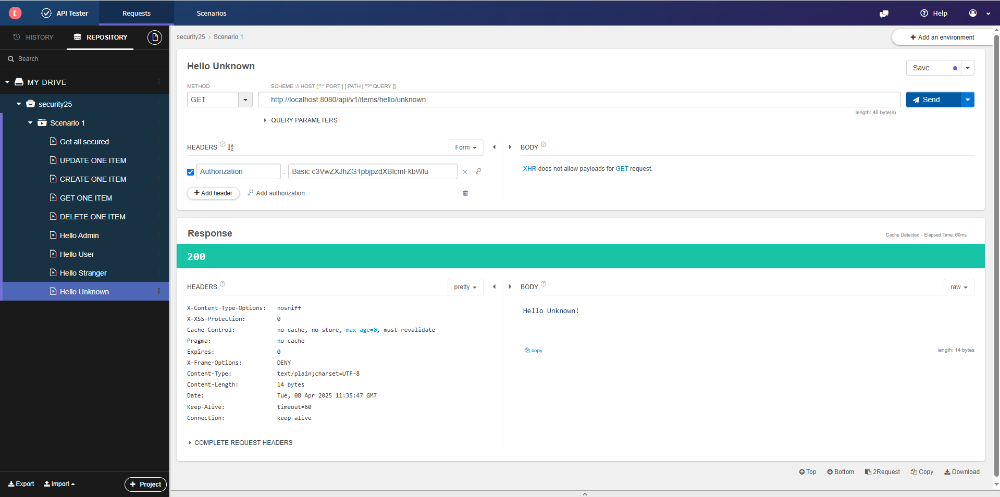 t API Tester Requests Scenarios Help
HISTORY REPOSITORY
Search
MY DRIVE
security25
Scenario 1
Get all secured
UPDATE ONE ITEM
CREATE ONE ITEM
GET ONE ITEM
DELETE ONE ITEM
Hello Admin
Hello User
Hello Stranger
Hello Unknown
Export Import + Project
security25 › Scenario 1
+ Add an environment
Hello Unknown
Save
METHOD SCHEME :// HOST [ ":" PORT ] [ PATH [ "?" QUERY ]]
GET http://localhost:8080/api/v1/items/hello/unknown Send
length: 48 byte(s)
QUERY PARAMETERS
HEADERS ? Form BODY ?
Authorization : Basic c3VwZXJhZG1pbjpzdXBlcmFkbWlu ×
XHR does not allow payloads for GET request.
+ Add header Add authorization
Response
Cache Detected - Elapsed Time: 60ms
200
HEADERS ? pretty BODY ? raw
X-Content-Type-Options: nosniff
X-XSS-Protection: 0
Cache-Control: no-cache, no-store, max-age=0, must-revalidate
Pragma: no-cache
Expires: 0
X-Frame-Options: DENY
Content-Type: text/plain;charset=UTF-8
Content-Length: 14 bytes
Date: Tue, 08 Apr 2025 11:35:47 GMT
Keep-Alive: timeout=60
Connection: keep-alive
Hello Unknown!
copy length: 14 bytes
COMPLETE REQUEST HEADERS
Top Bottom 2Request Copy Download